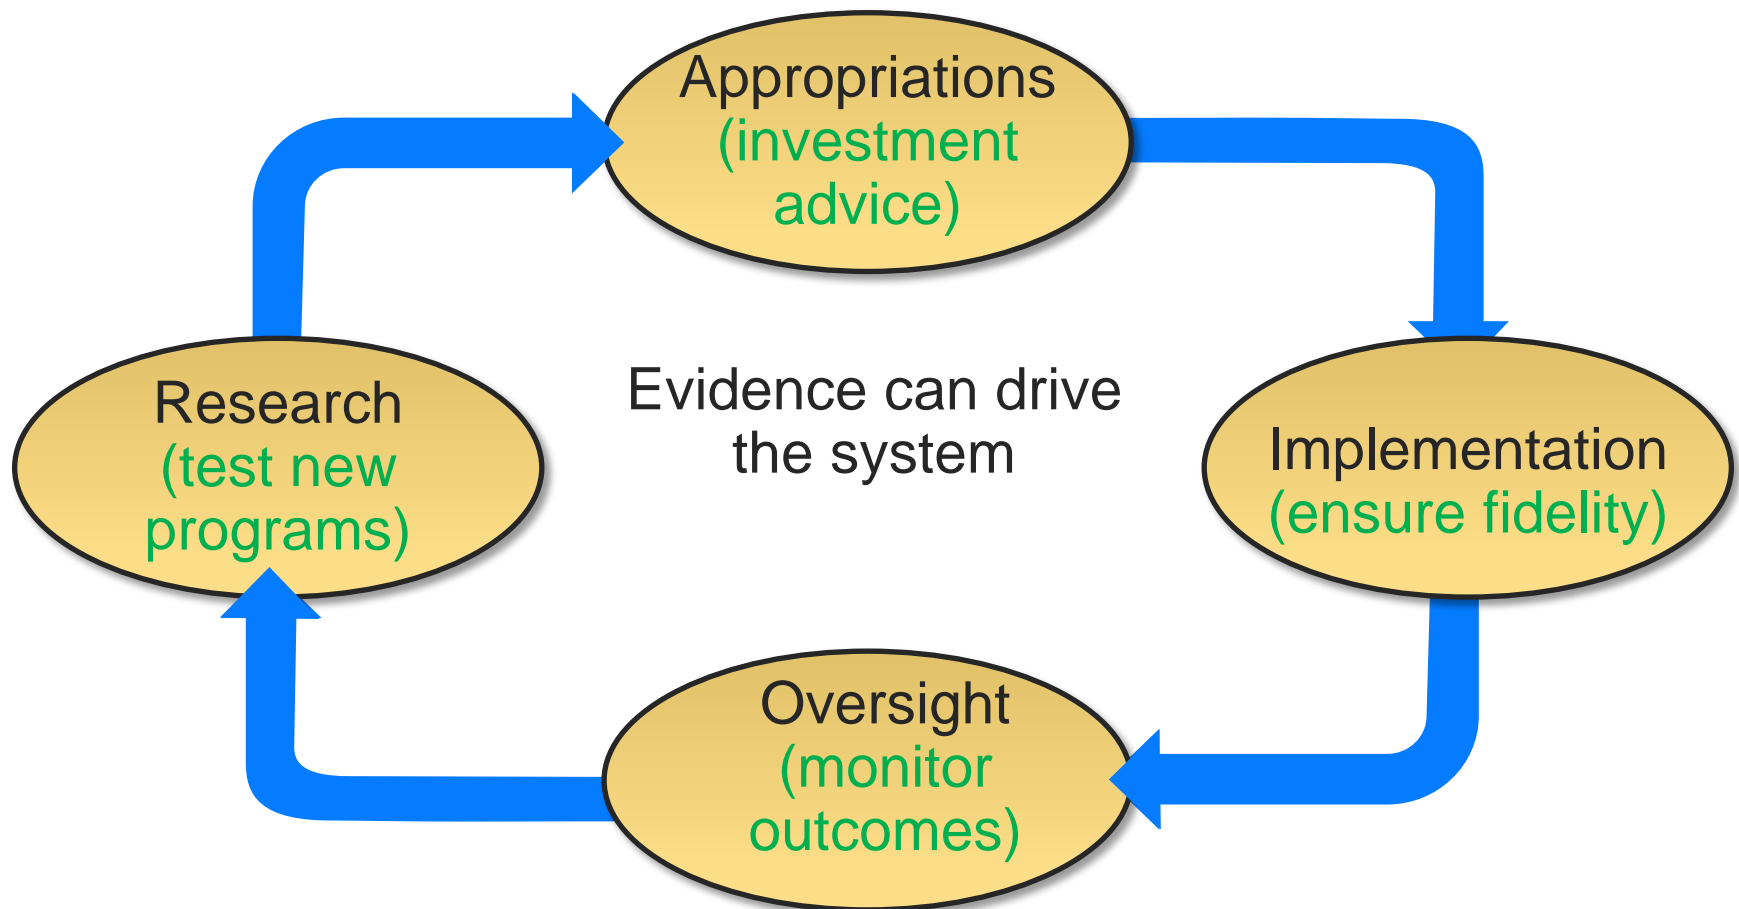 Appropriations
(investment
advice)
Research
(test new
programs)
Evidence can drive
the system
Implementation
(ensure fidelity)
Oversight
(monitor
outcomes)